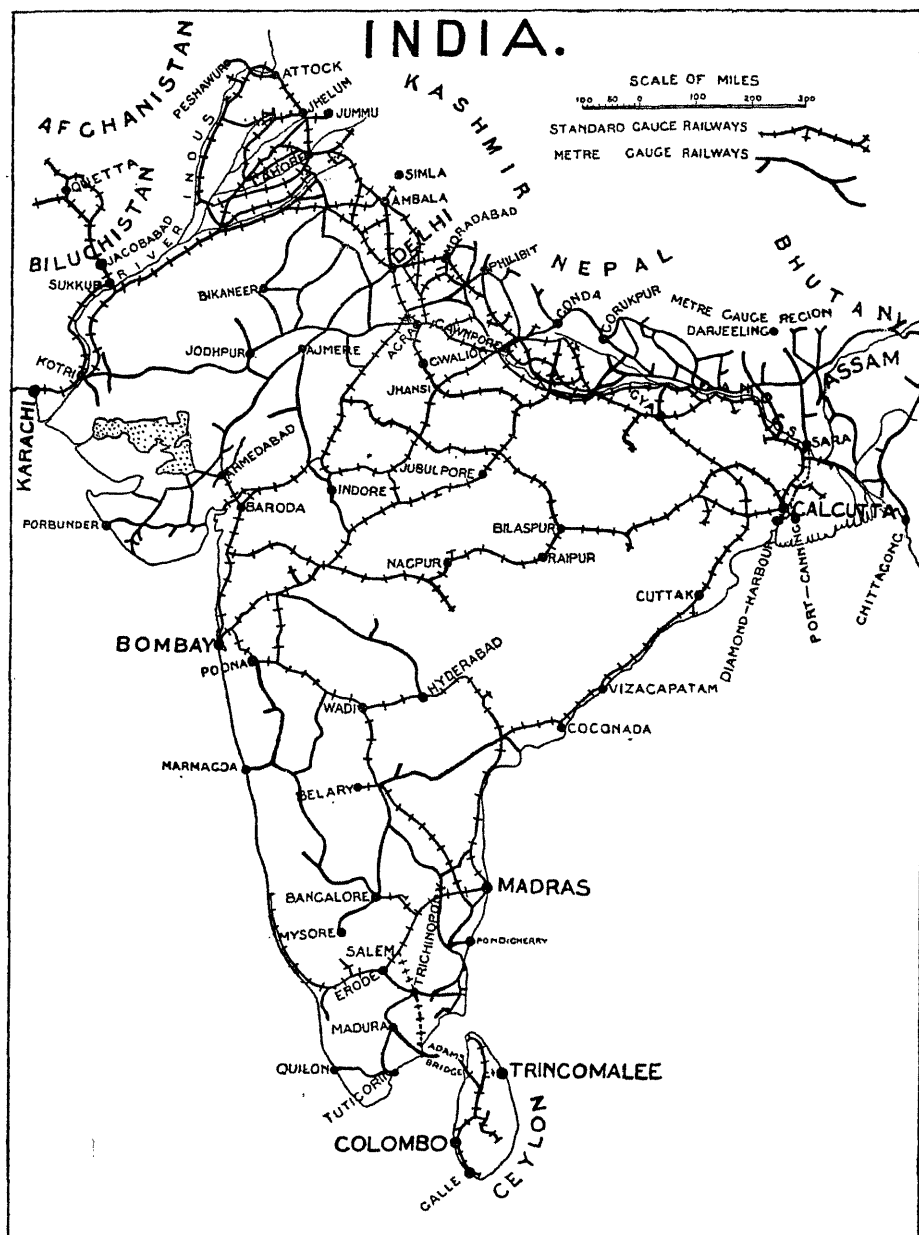 INDIA.
SCALE OF MILES
100 0 100 200 300
STANDARD GAUGE RAILWAYS
METRE GAUGE RAILWAYS
AFGHANISTAN
KASHMIR
PESHAWUR
ATTOCK
JHELUM
JUMMU
INDUS
LAHORE
SIMLA
QUETTA
AMBALA
BILUCHISTAN
DELHI
MORADABAD
JACOBABAD
RIVER
SUKKUR
PHILIBIT
NEPAL
BHUTAN
BIKANEER
GONDA
GORUKPUR
METRE GAUGE REGION
DARJEELING
AGRA
CAWNPORE
JODHPUR
AJMERE
GWALIOR
ASSAM
KOTRI
JHANSI
GYA
KARACHI
SARA
AHMEDABAD
JUBULPORE
INDORE
BARODA
CALCUTTA
PORBUNDER
BILASPUR
NAGPUR
RAIPUR
DIAMOND-HARBOUR
PORT-CANNING
CHITTAGONG
CUTTAK
BOMBAY
POONA
HYDERABAD
VIZAGAPATAM
WADI
COCONADA
MARMAGOA
BELARY
MADRAS
BANGALORE
TRICHINOPOLY
MYSORE
PONDICHERRY
SALEM
ERODE
MADURA
ADAMS
BRIDGE
QUILON
TUTICORIN
TRINCOMALEE
COLOMBO
CEYLON
GALLE